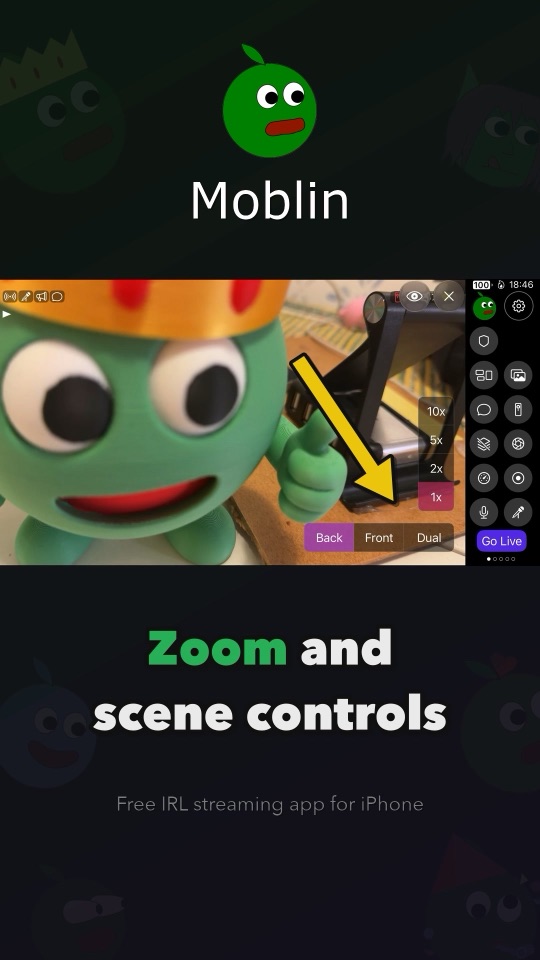 Moblin
100 18:46
10x
5x
2x
1x
Back Front Dual
Go Live
Zoom and
scene controls
Free IRL streaming app for iPhone